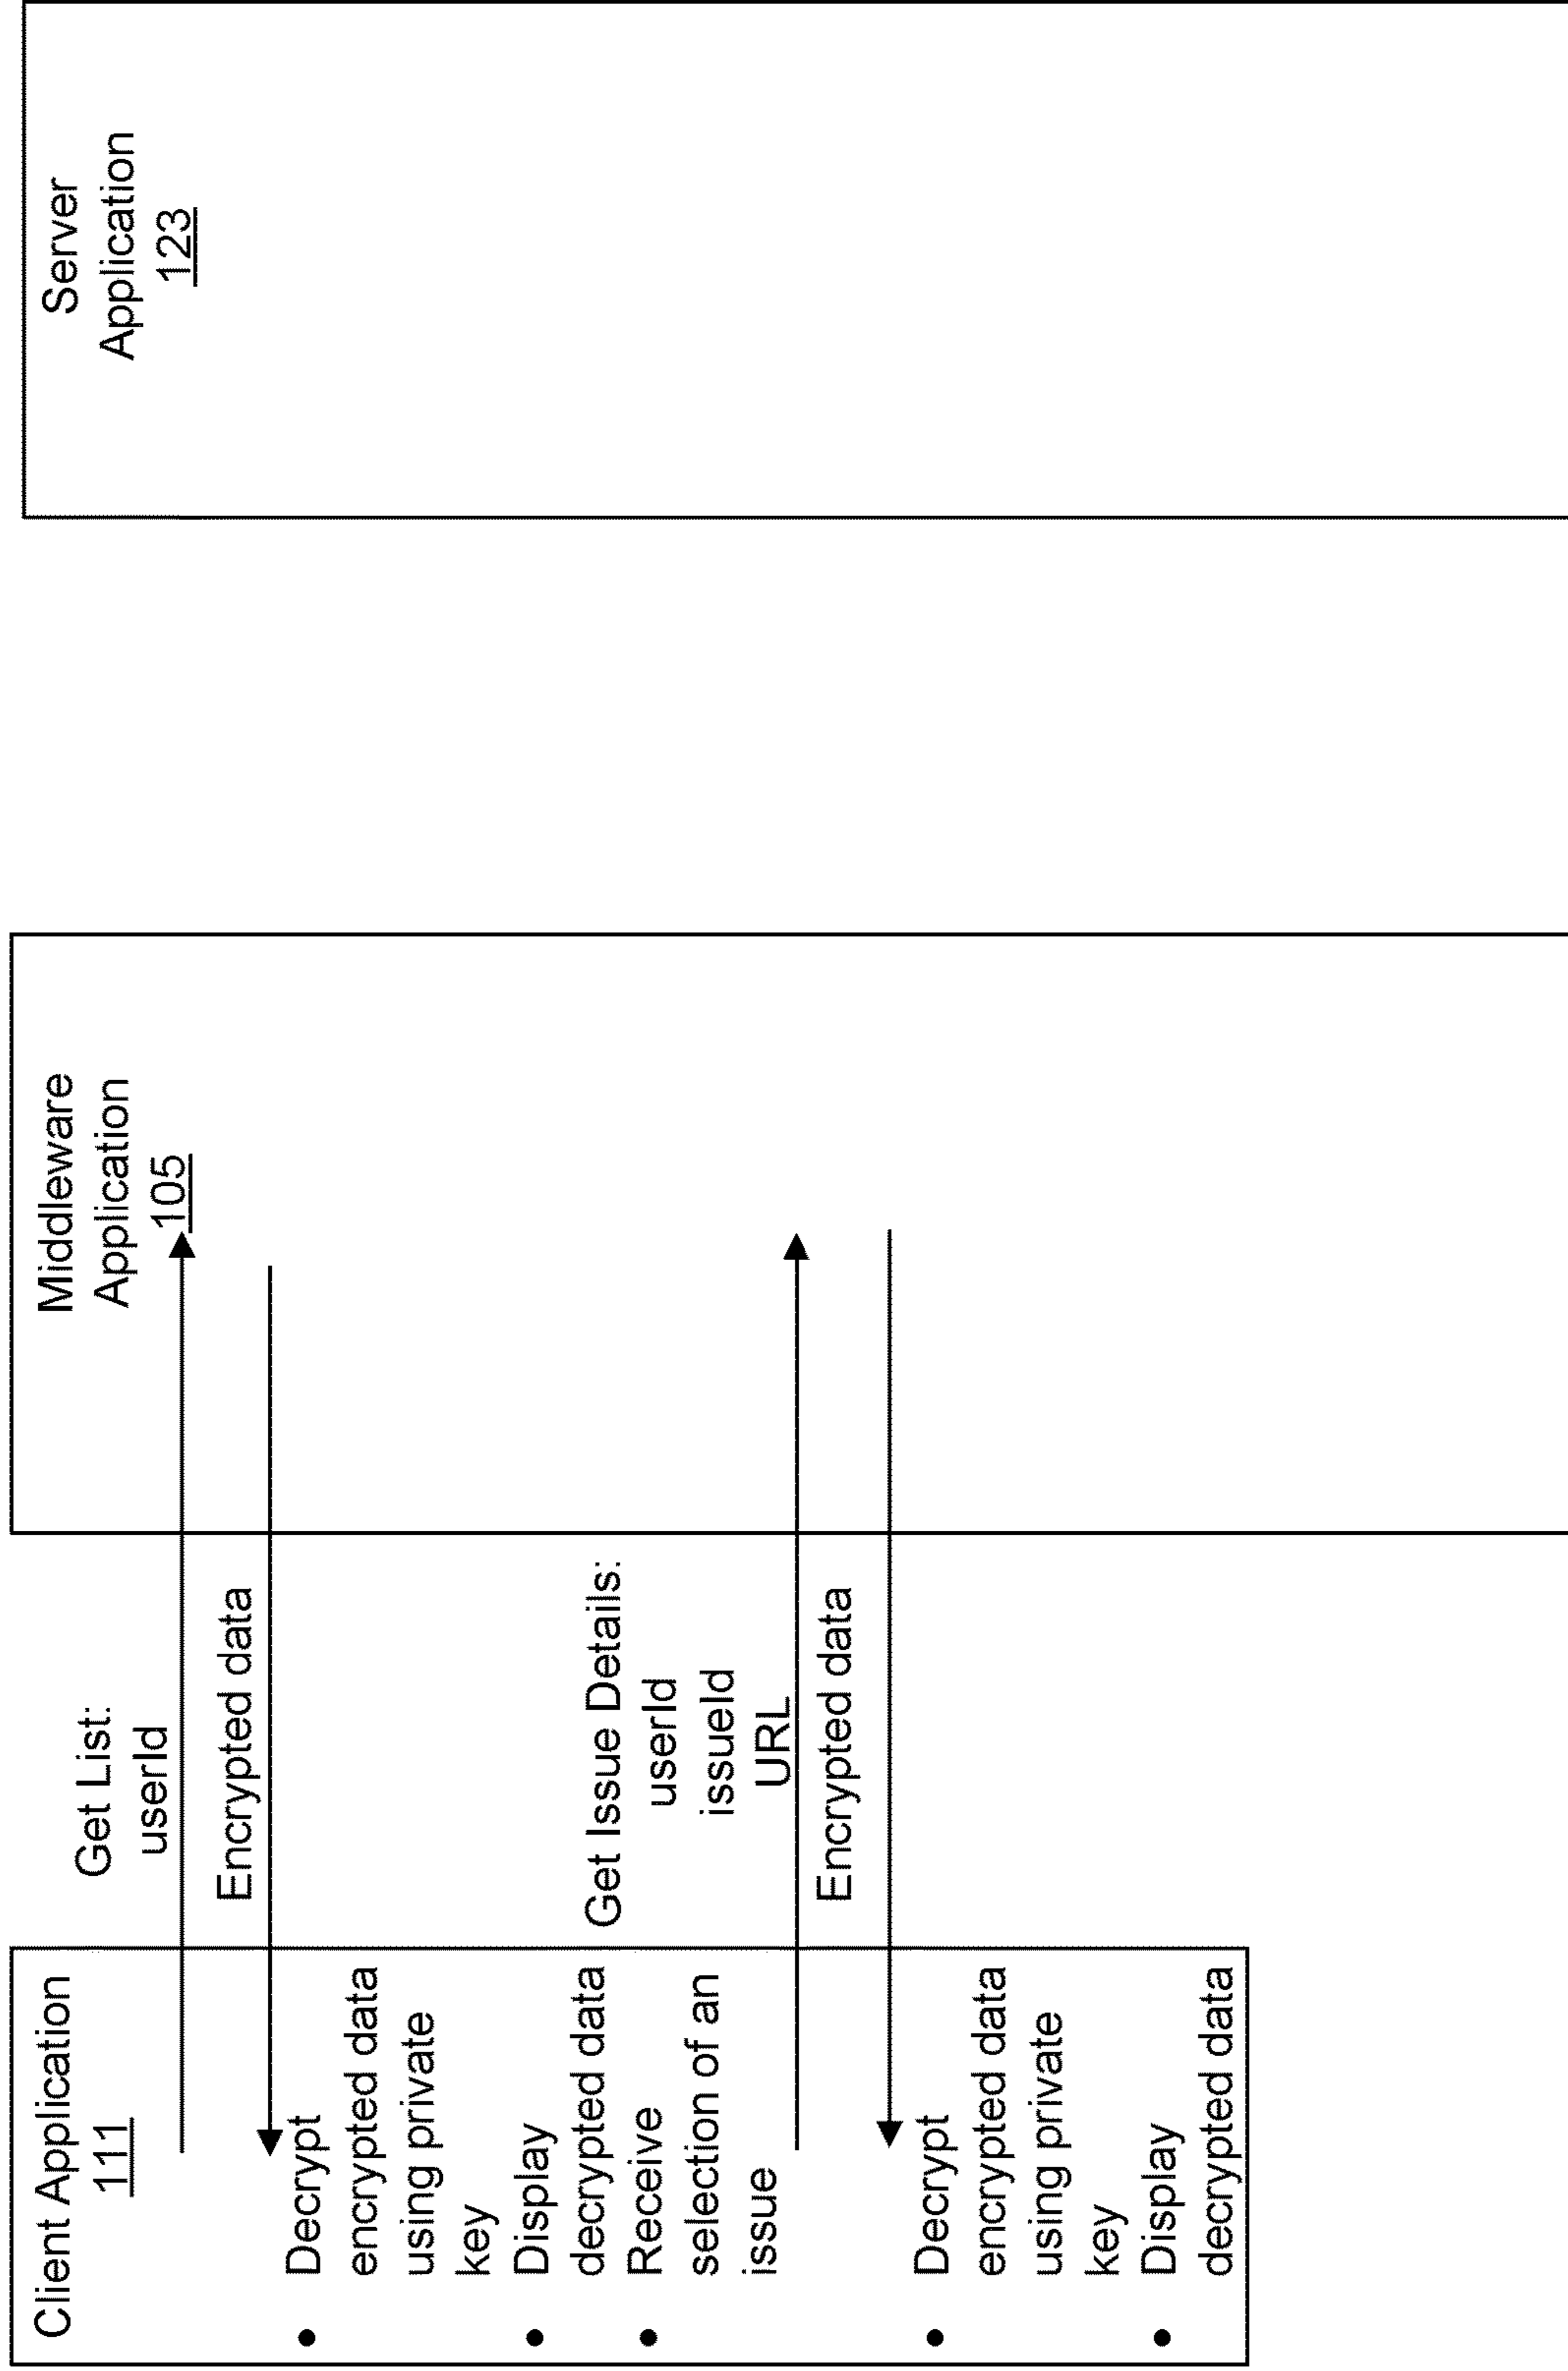 Client Application
111
Get List:
userId
Middleware
Application
105
Server
Application
123
Encrypted data
• Decrypt
encrypted data
using private
key
• Display
decrypted data
• Receive
selection of an
issue
Get Issue Details:
userId
issueId
URL
Encrypted data
• Decrypt
encrypted data
using private
key
• Display
decrypted data